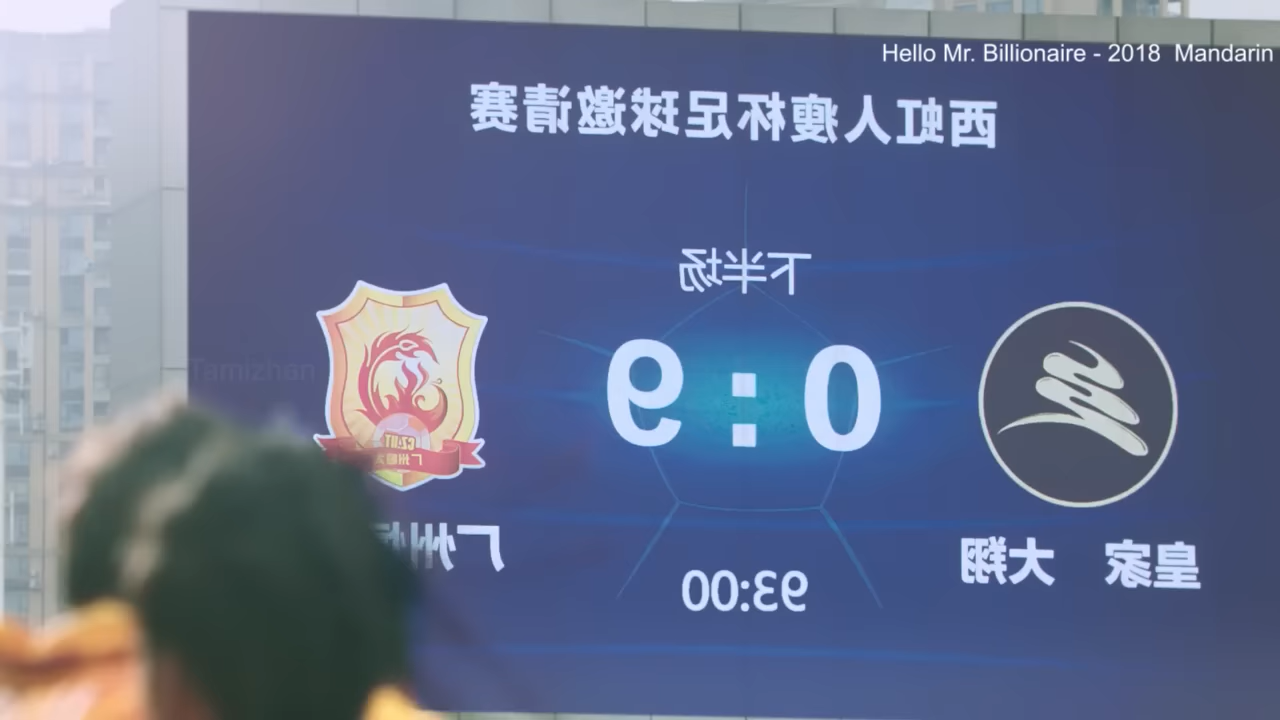 Hello Mr. Billionaire - 2018 Mandarin
西虹人瘦杯足球邀请赛
下半场
0 : 9
皇家 大翔
广州
93:00
Tamizhan